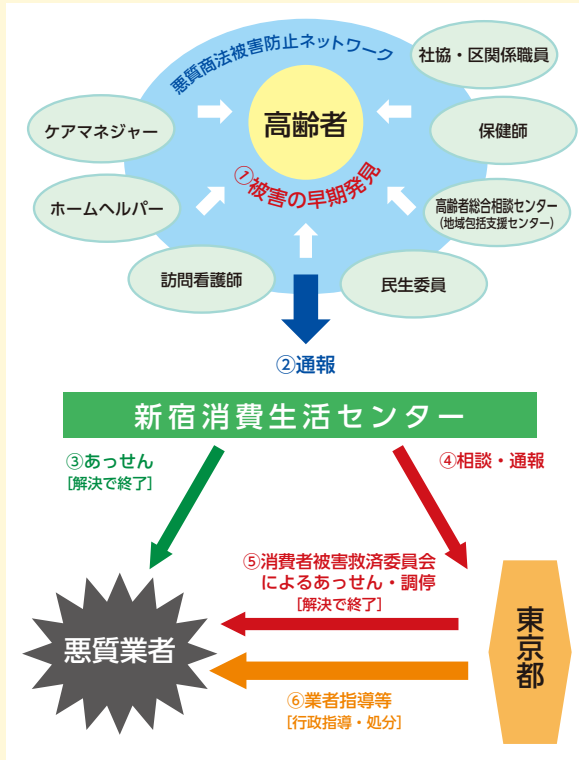 悪質商法被害防止ネットワーク
社協・区関係職員
高齢者
ケアマネジャー
保健師
①被害の早期発見
ホームヘルパー
高齢者総合相談センター
(地域包括支援センター)
訪問看護師
民生委員
②通報
新宿消費生活センター
③あっせん
[解決で終了]
④相談・通報
⑤消費者被害救済委員会
によるあっせん・調停
[解決で終了]
悪質業者
東京都
⑥業者指導等
[行政指導・処分]